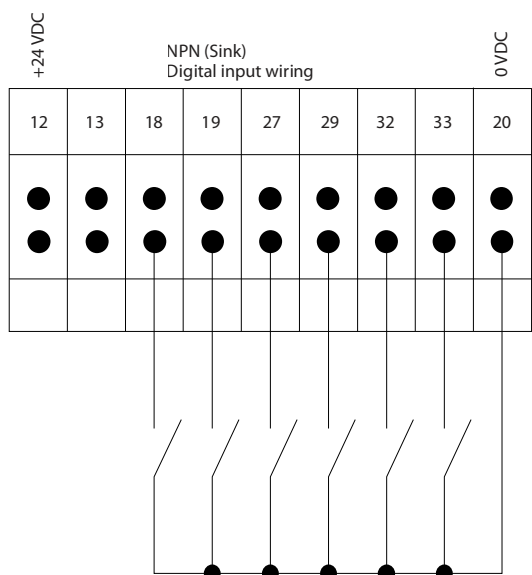 +24 VDC
NPN (Sink)
Digital input wiring
0 VDC
12 13 18 19 27 29 32 33 20